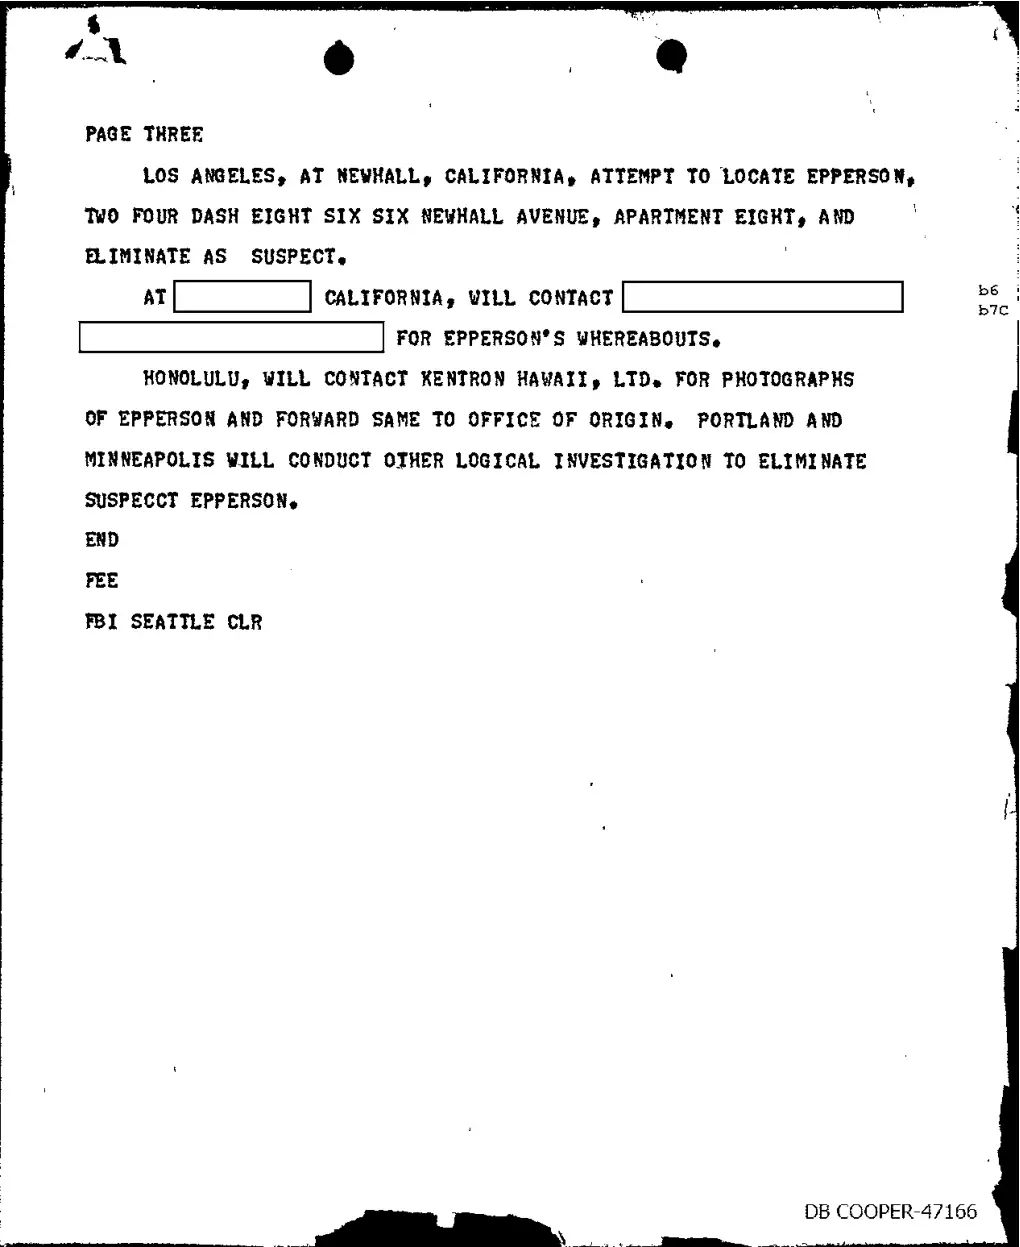 PAGE THREE
LOS ANGELES, AT NEWHALL, CALIFORNIA, ATTEMPT TO LOCATE EPPERSON,
TWO FOUR DASH EIGHT SIX SIX NEWHALL AVENUE, APARTMENT EIGHT, AND
ELIMINATE AS SUSPECT.
AT CALIFORNIA, WILL CONTACT
b6
b7C
FOR EPPERSON'S WHEREABOUTS.
HONOLULU, WILL CONTACT KENTRON HAWAII, LTD. FOR PHOTOGRAPHS
OF EPPERSON AND FORWARD SAME TO OFFICE OF ORIGIN. PORTLAND AND
MINNEAPOLIS WILL CONDUCT OTHER LOGICAL INVESTIGATION TO ELIMINATE
SUSPECCT EPPERSON.
END
FEE
FBI SEATTLE CLR
DB COOPER-47166